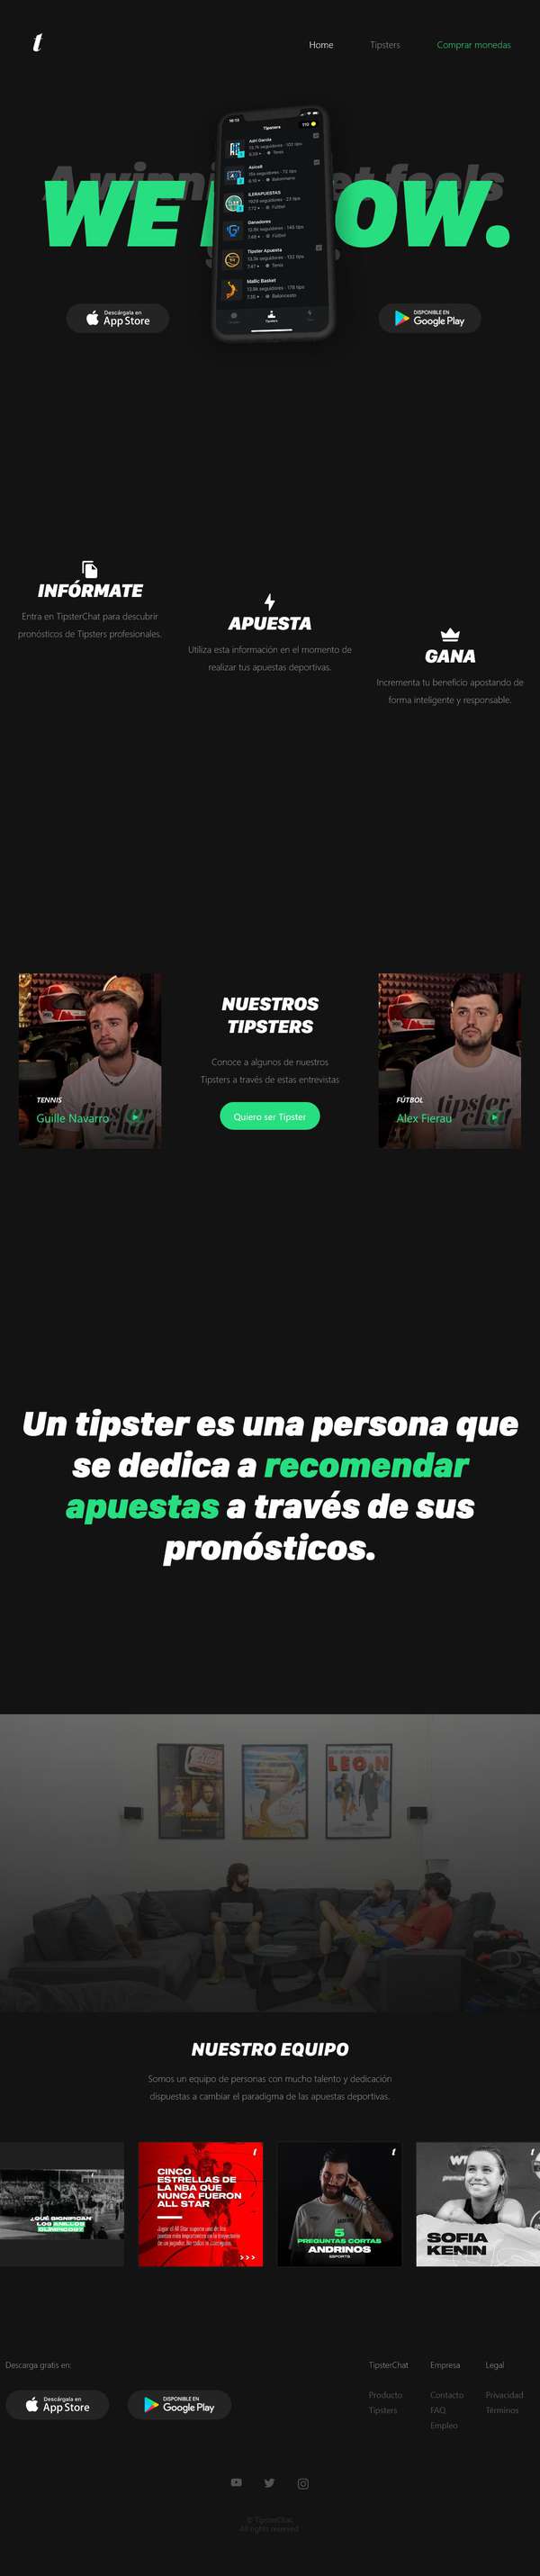 t
Home
Tipsters
Comprar monedas
WE OW.
Tipsters
Adri Garcia
Ganadores
Tipster Apuesta
Matic Basket
Descárgala en
App Store
DISPONIBLE EN
Google Play
INFÓRMATE
Entra en TipsterChat para descubrir
pronósticos de Tipsters profesionales.
APUESTA
Utiliza esta información en el momento de
realizar tus apuestas deportivas.
GANA
Incrementa tu beneficio apostando de
forma inteligente y responsable.
TENNIS
Guille Navarro
NUESTROS
TIPSTERS
Conoce a algunos de nuestros
Tipsters a través de estas entrevistas
Quiero ser Tipster
FÚTBOL
Alex Fierau
Un tipster es una persona que
se dedica a recomendar
apuestas a través de sus
pronósticos.
LEON
NUESTRO EQUIPO
Somos un equipo de personas con mucho talento y dedicación
dispuestas a cambiar el paradigma de las apuestas deportivas.
¿QUÉ SIGNIFICAN
LOS ANILLOS
OLÍMPICOS?
CINCO
ESTRELLAS DE
LA NBA QUE
NUNCA FUERON
ALL STAR
>>>
5
PREGUNTAS CORTAS
ANDRINOS
ESPORTS
SOFIA
KENIN
Descarga gratis en:
Descárgala en
App Store
DISPONIBLE EN
Google Play
TipsterChat
Producto
Tipsters
Empresa
Contacto
FAQ
Empleo
Legal
Privacidad
Términos
© TipsterChat,
All rights reserved